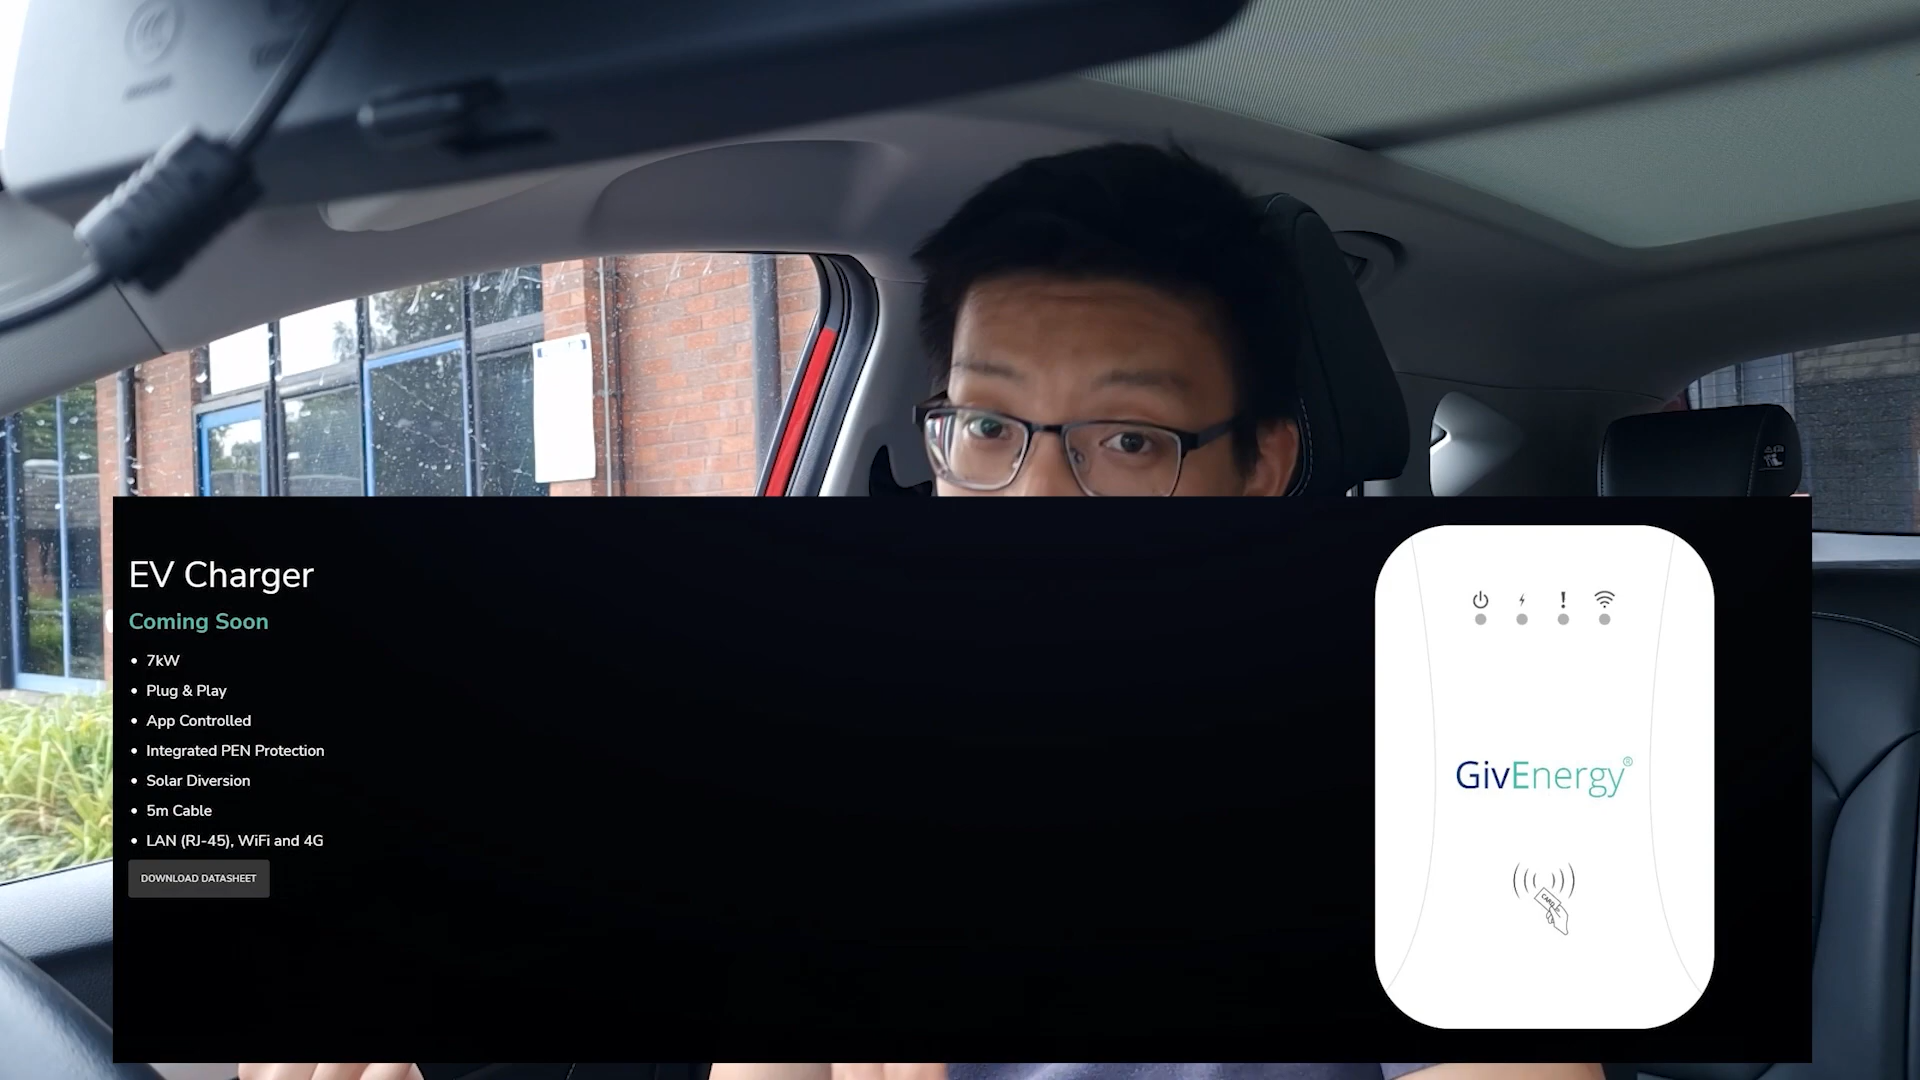 EV Charger
Coming Soon
• 7kW
• Plug & Play
• App Controlled
• Integrated PEN Protection
• Solar Diversion
• 5m Cable
• LAN (RJ-45), WiFi and 4G
DOWNLOAD DATASHEET
GivEnergy®
CARD